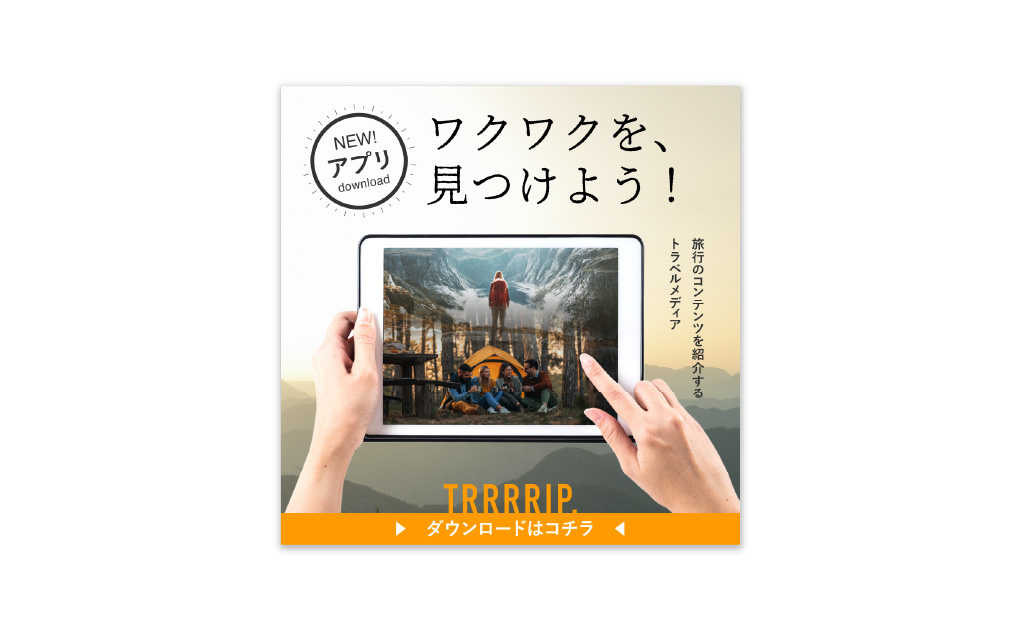 NEW!
アプリ
download
ワクワクを、
見つけよう！
旅行のコンテンツを紹介する
トラベルメディア
TRRRRIP.
ダウンロードはコチラ